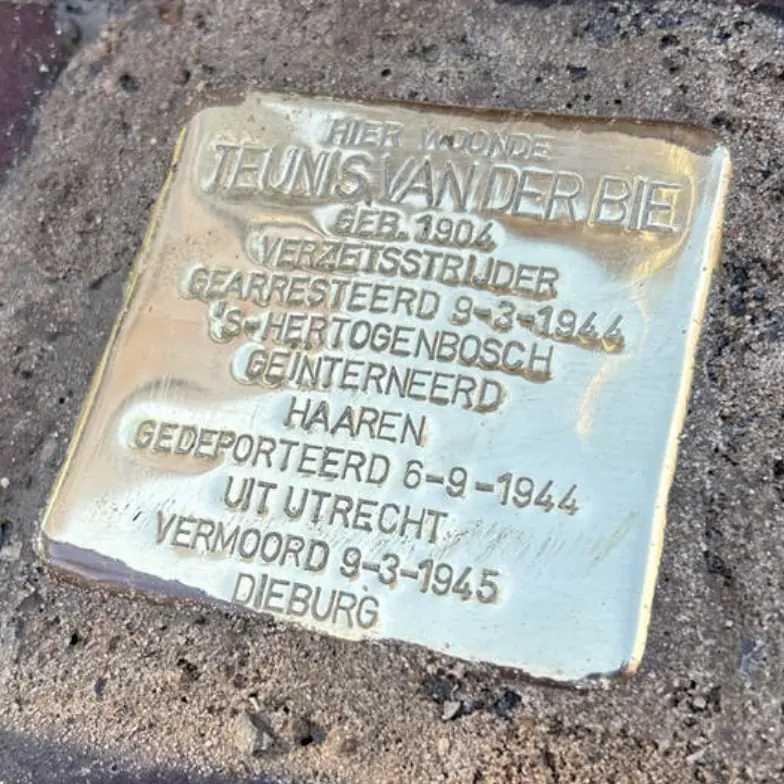 HIER WOONDE
TEUNIS VAN DER BIE
GEB. 1904
VERZETSSTRIJDER
GEARRESTEERD 9-3-1944
'S-HERTOGENBOSCH
GEÏNTERNEERD
HAAREN
GEDEPORTEERD 6-9-1944
UIT UTRECHT
VERMOORD 9-3-1945
DIEBURG